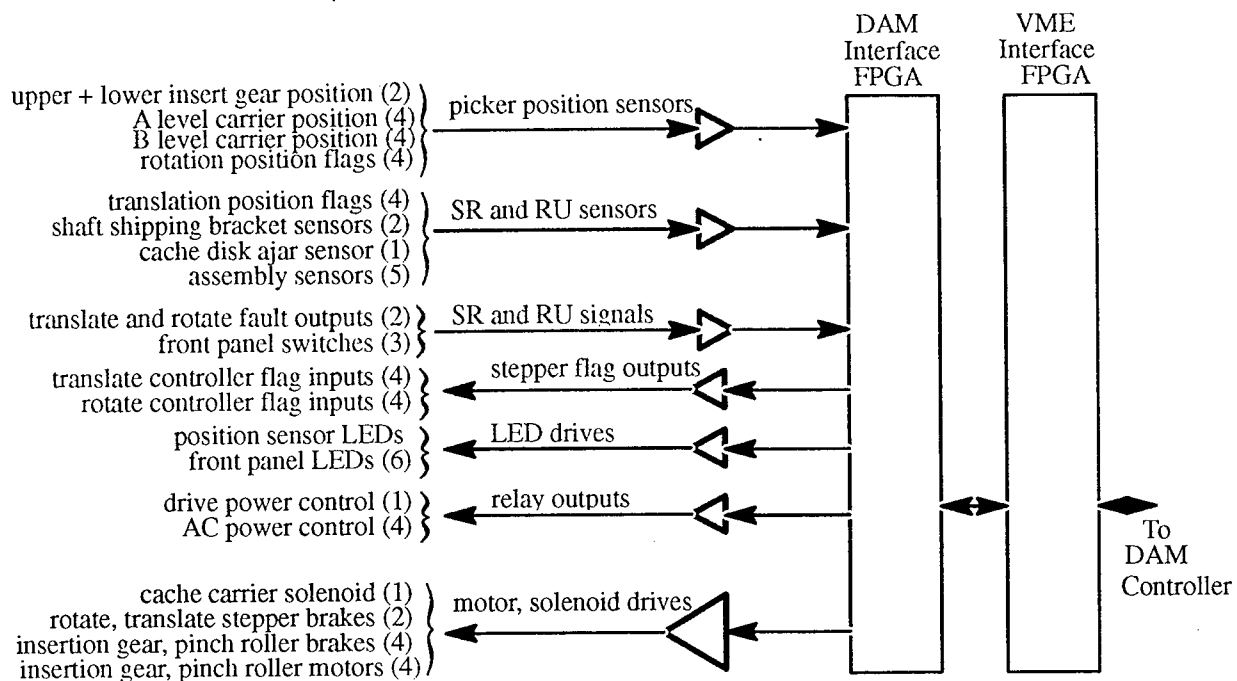 DAM
Interface
FPGA
VME
Interface
FPGA
upper + lower insert gear position (2)
A level carrier position (4)
B level carrier position (4)
rotation position flags (4)
picker position sensors
translation position flags (4)
shaft shipping bracket sensors (2)
cache disk ajar sensor (1)
assembly sensors (5)
SR and RU sensors
translate and rotate fault outputs (2)
front panel switches (3)
SR and RU signals
translate controller flag inputs (4)
rotate controller flag inputs (4)
stepper flag outputs
position sensor LEDs
front panel LEDs (6)
LED drives
drive power control (1)
AC power control (4)
relay outputs
To
DAM
Controller
cache carrier solenoid (1)
rotate, translate stepper brakes (2)
insertion gear, pinch roller brakes (4)
insertion gear, pinch roller motors (4)
motor, solenoid drives